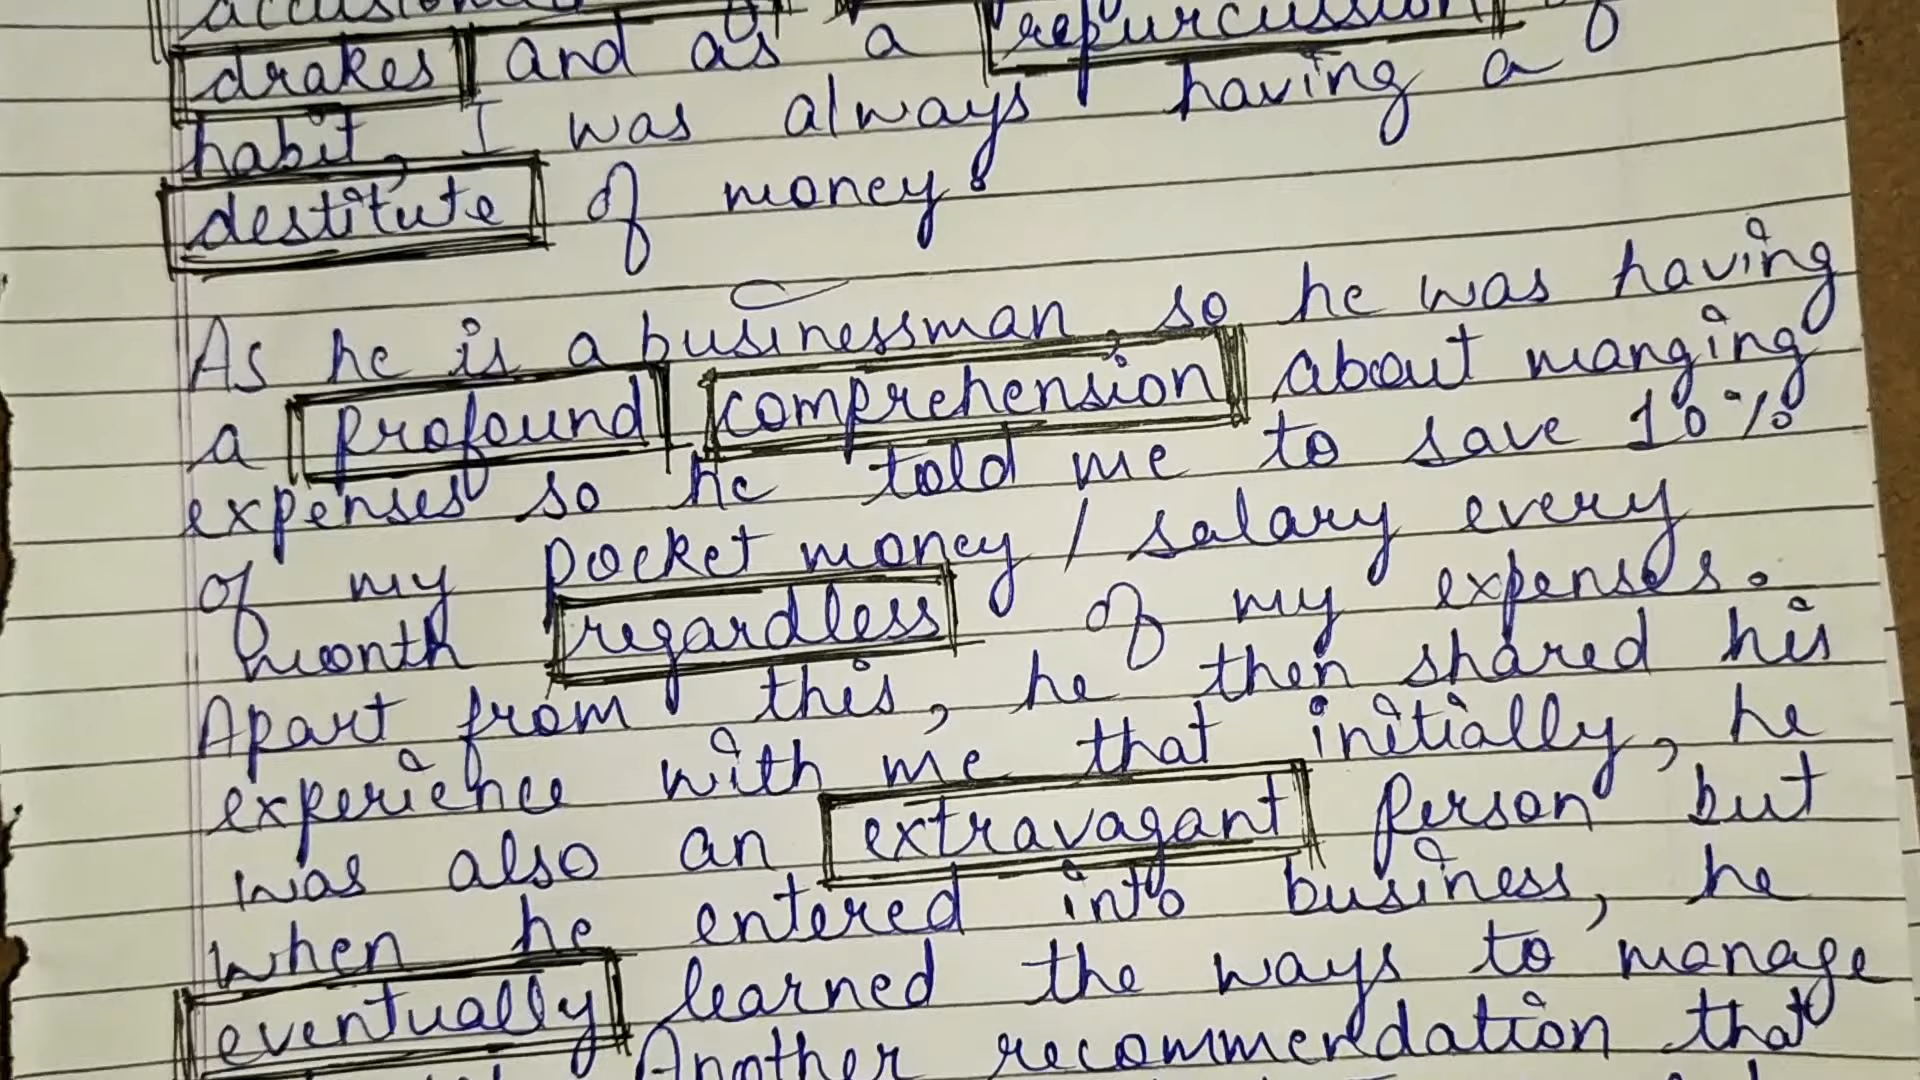 drakes and as a repurcussion of
habit, I was always having a
destitute of money.
As he is a businessman, so he was having
a profound comprehension about manging
expenses so he told me to save 10%
of my pocket money / salary every
month regardless of my expenses.
Apart from this, he then shared his
experience with me that initially, he
was also an extravagant person but
when he entered into business, he
eventually learned the ways to manage
Another recommendation that